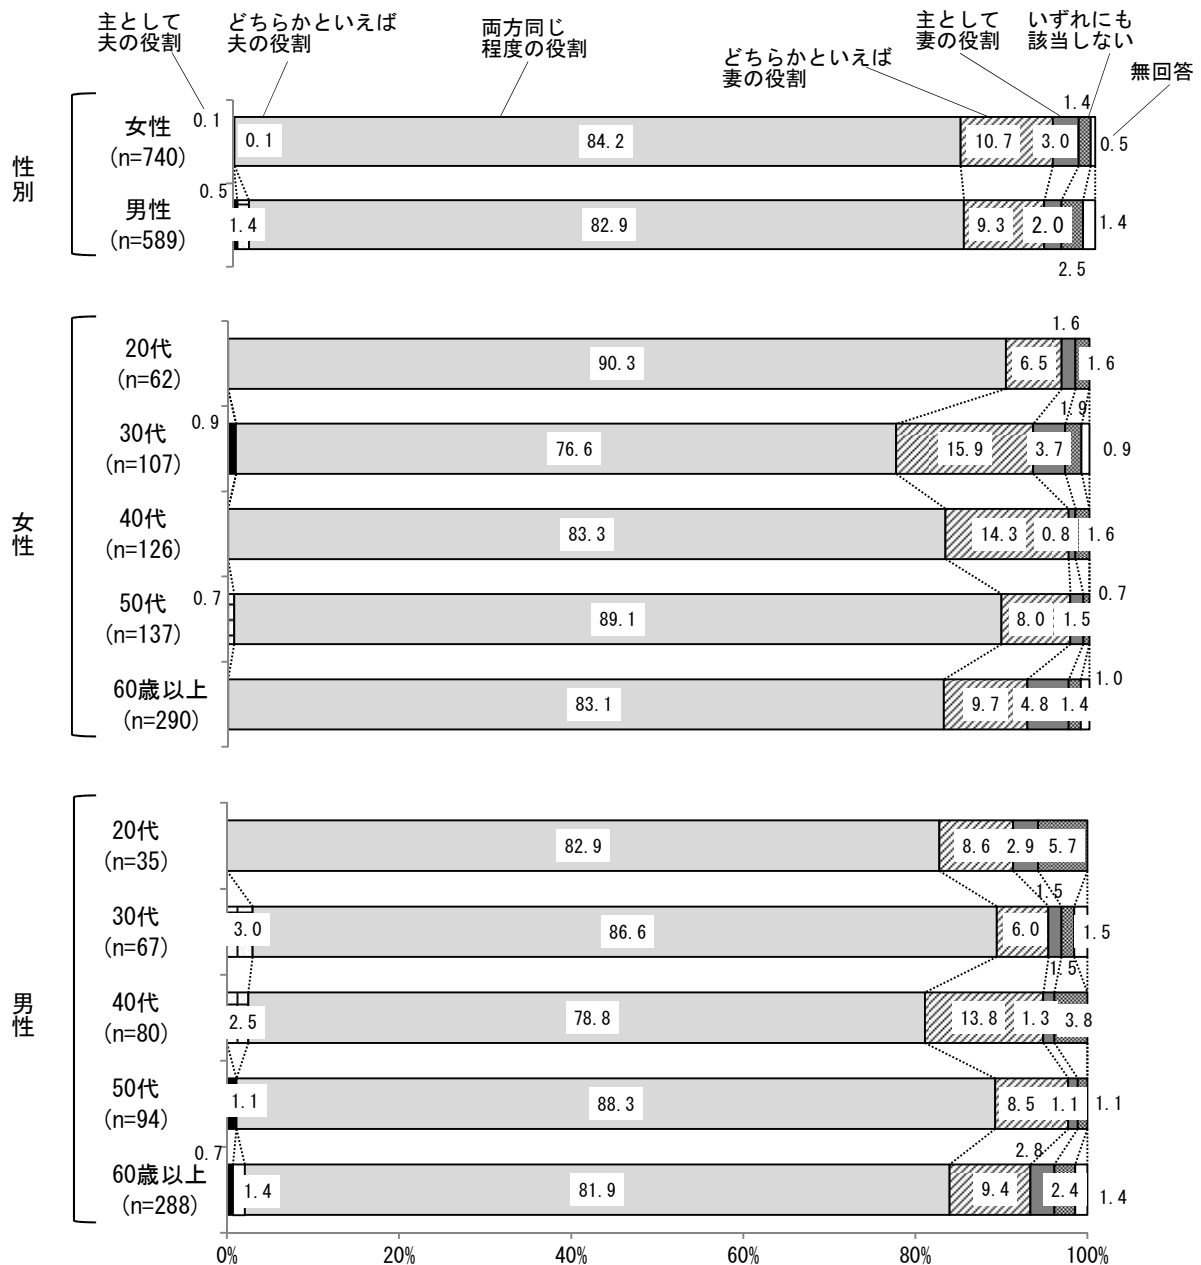 主として
夫の役割
どちらかといえば
夫の役割
両方同じ
程度の役割
どちらかといえば
妻の役割
主として
妻の役割
いずれにも
該当しない
無回答
性別
女性
(n=740)
0.1
0.1
84.2
10.7
3.0
1.4
0.5
男性
(n=589)
0.5
1.4
82.9
9.3
2.0
2.5
1.4
女性
20代
(n=62)
90.3
6.5
1.6
1.6
30代
(n=107)
0.9
76.6
15.9
3.7
1.9
0.9
40代
(n=126)
83.3
14.3
0.8
1.6
50代
(n=137)
0.7
89.1
8.0
1.5
0.7
60歳以上
(n=290)
83.1
9.7
4.8
1.4
1.0
男性
20代
(n=35)
82.9
8.6
2.9
5.7
30代
(n=67)
3.0
86.6
6.0
1.5
1.5
1.5
40代
(n=80)
2.5
78.8
13.8
1.3
3.8
50代
(n=94)
1.1
88.3
8.5
1.1
1.1
60歳以上
(n=288)
0.7
1.4
81.9
9.4
2.8
2.4
1.4
0%
20%
40%
60%
80%
100%